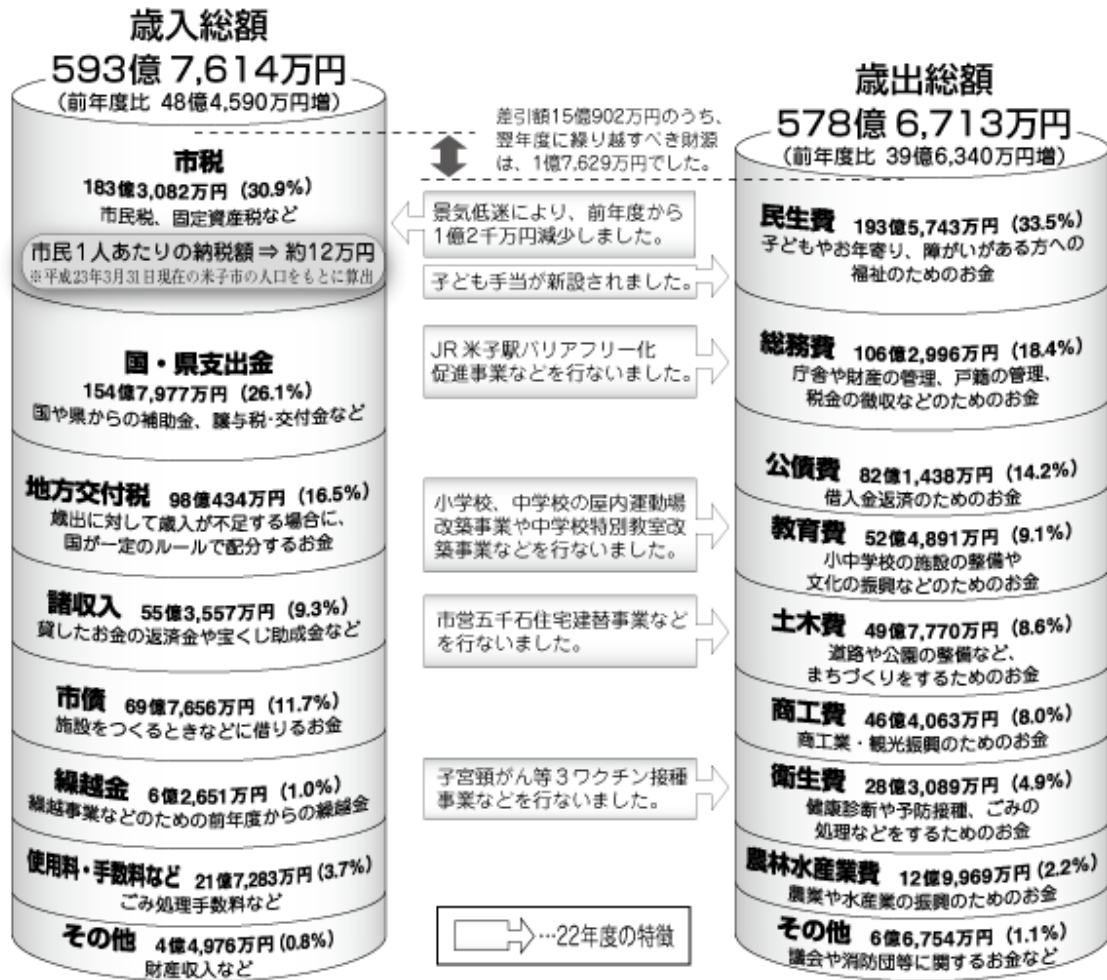 歳入総額
593億7,614万円
(前年度比 48億4,590万円増)
市税
183億3,082万円 (30.9%)
市民税、固定資産税など
市民1人あたりの納税額⇒約12万円
※平成23年3月31日現在の米子市の人口をもとに算出
国・県支出金
154億7,977万円 (26.1%)
国や県からの補助金、譲与税・交付金など
地方交付税 98億434万円 (16.5%)
歳出に対して歳入が不足する場合に、
国が一定のルールで配分するお金
諸収入 55億3,557万円 (9.3%)
貸したお金の返済金や宝くじ助成金など
市債 69億7,656万円 (11.7%)
施設をつくるときなどに借りるお金
繰越金 6億2,651万円 (1.0%)
繰越事業などのための前年度からの繰越金
使用料・手数料など 21億7,283万円 (3.7%)
ごみ処理手数料など
その他 4億4,976万円 (0.8%)
財産収入など
差引額15億902万円のうち、
翌年度に繰り越すべき財源
は、1億7,629万円でした。
景気低迷により、前年度から
1億2千万円減少しました。
子ども手当が新設されました。
JR米子駅バリアフリー化
促進事業などを行ないました。
小学校、中学校の屋内運動場
改築事業や中学校特別教室改
築事業などを行ないました。
市営五千石住宅建替事業など
を行ないました。
子宮頸がん等3ワクチン接種
事業などを行ないました。
…22年度の特徴
歳出総額
578億6,713万円
(前年度比 39億6,340万円増)
民生費 193億5,743万円 (33.5%)
子どもやお年寄り、障がいがある方への
福祉のためのお金
総務費 106億2,996万円 (18.4%)
庁舎や財産の管理、戸籍の管理、
税金の徴収などのためのお金
公債費 82億1,438万円 (14.2%)
借入金返済のためのお金
教育費 52億4,891万円 (9.1%)
小中学校の施設の整備や
文化の振興などのためのお金
土木費 49億7,770万円 (8.6%)
道路や公園の整備など、
まちづくりをするためのお金
商工費 46億4,063万円 (8.0%)
商工業・観光振興のためのお金
衛生費 28億3,089万円 (4.9%)
健康診断や予防接種、ごみの
処理などをするためのお金
農林水産業費 12億9,969万円 (2.2%)
農業や水産業の振興のためのお金
その他 6億6,754万円 (1.1%)
議会や消防団等に関するお金など